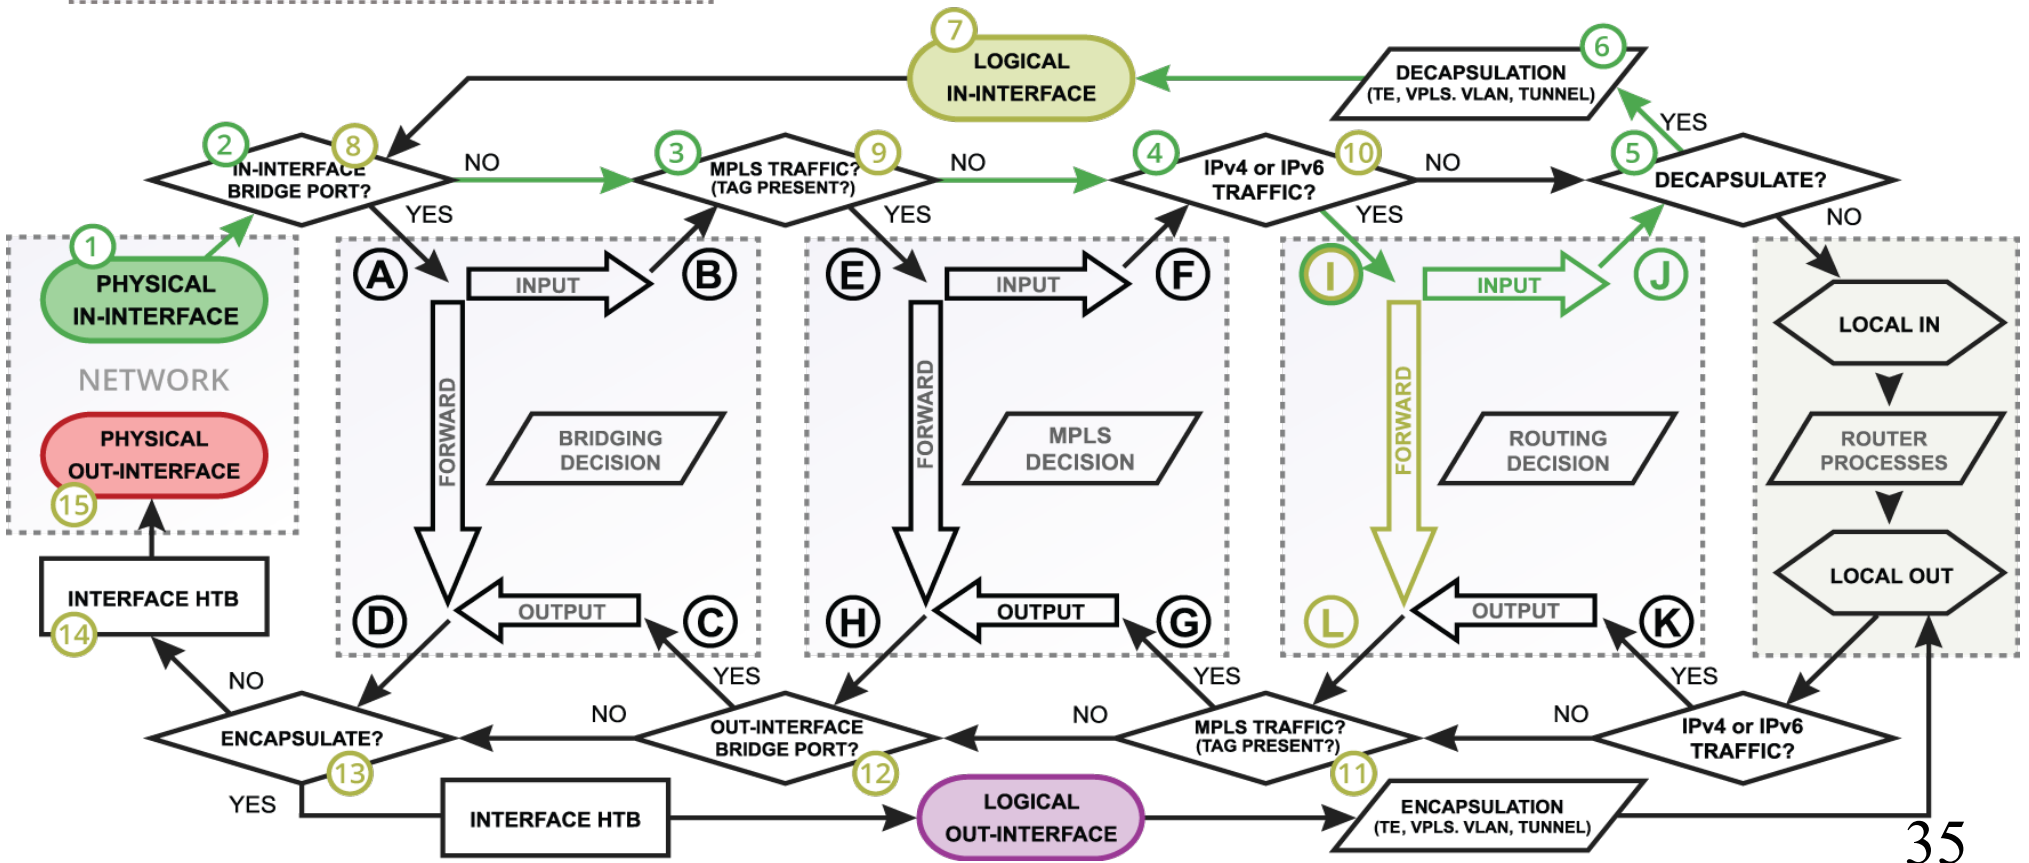 7
LOGICAL
IN-INTERFACE
6
DECAPSULATION
(TE, VPLS. VLAN, TUNNEL)
YES
2
8
IN-INTERFACE
BRIDGE PORT?
NO
3
9
MPLS TRAFFIC?
(TAG PRESENT?)
NO
4
10
IPv4 or IPv6
TRAFFIC?
NO
5
DECAPSULATE?
YES
YES
YES
NO
1
PHYSICAL
IN-INTERFACE
NETWORK
PHYSICAL
OUT-INTERFACE
15
A
INPUT
B
FORWARD
BRIDGING
DECISION
D
OUTPUT
C
E
INPUT
F
FORWARD
MPLS
DECISION
H
OUTPUT
G
I
INPUT
J
FORWARD
ROUTING
DECISION
L
OUTPUT
K
LOCAL IN
ROUTER
PROCESSES
LOCAL OUT
INTERFACE HTB
14
NO
YES
YES
YES
ENCAPSULATE?
13
NO
OUT-INTERFACE
BRIDGE PORT?
12
NO
MPLS TRAFFIC?
(TAG PRESENT?)
11
NO
IPv4 or IPv6
TRAFFIC?
YES
INTERFACE HTB
LOGICAL
OUT-INTERFACE
ENCAPSULATION
(TE, VPLS. VLAN, TUNNEL)
35